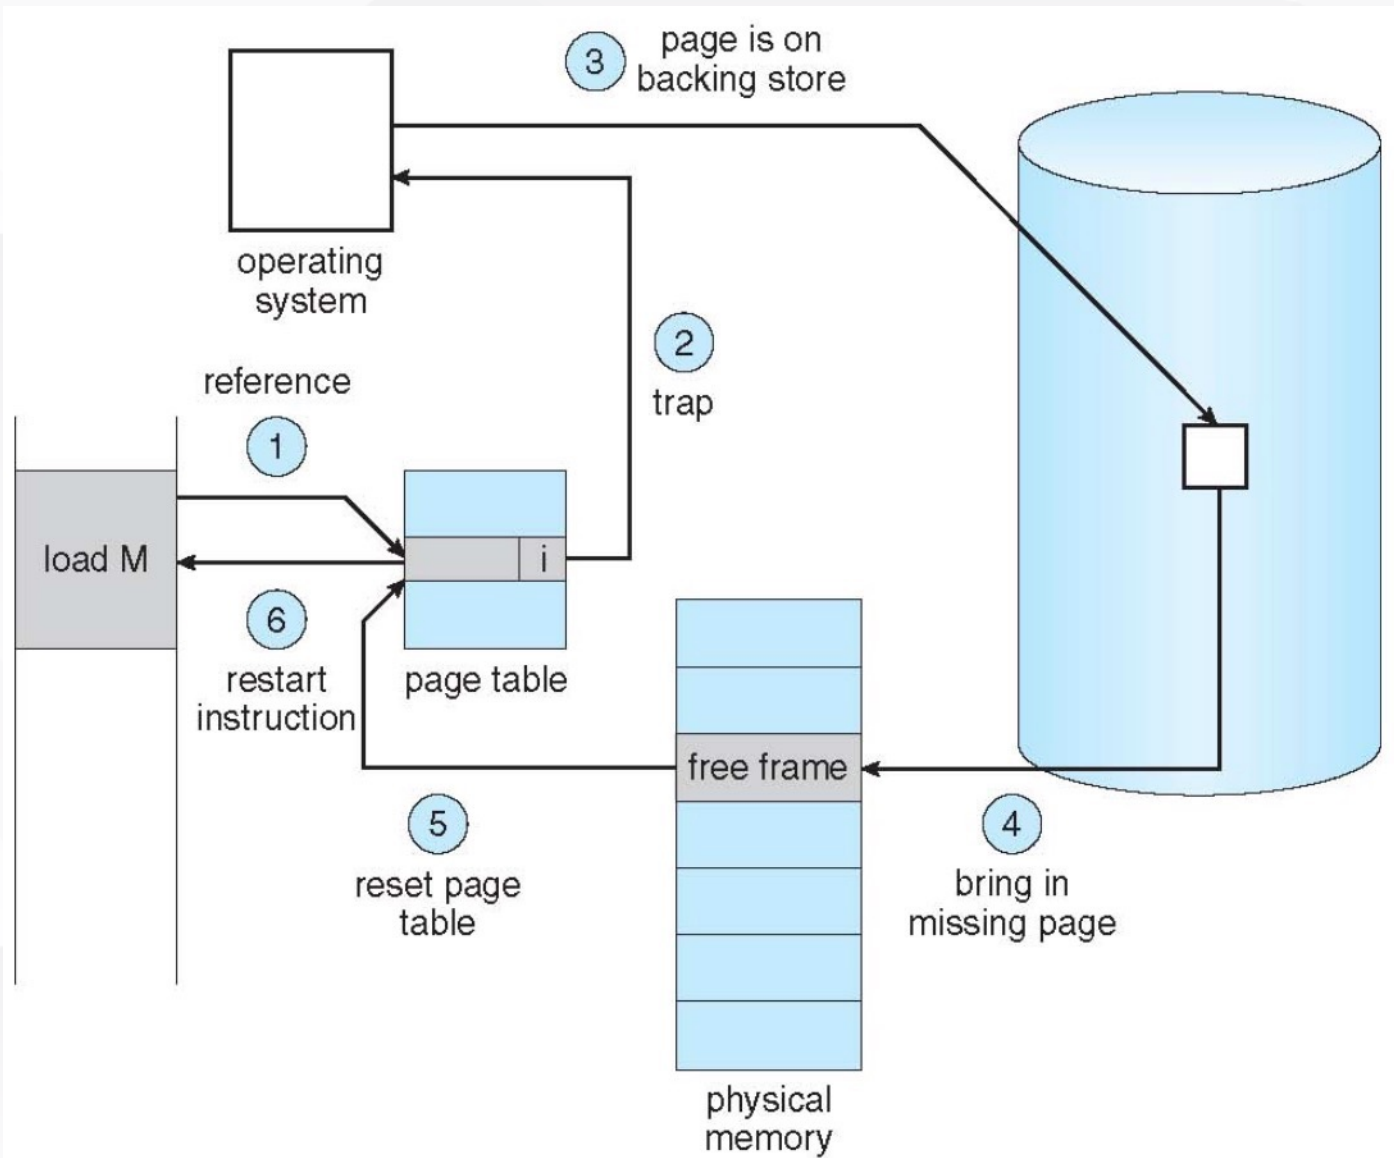 3
page is on
backing store
operating
system
2
trap
reference
1
load M
i
6
restart
instruction
page table
free frame
5
reset page
table
4
bring in
missing page
physical
memory